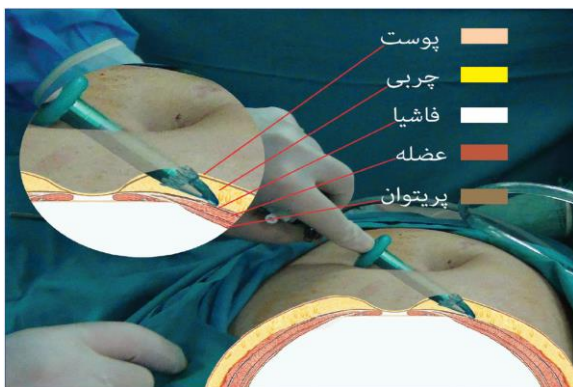 پوست
چربی
فاشیا
عضله
پریتوان